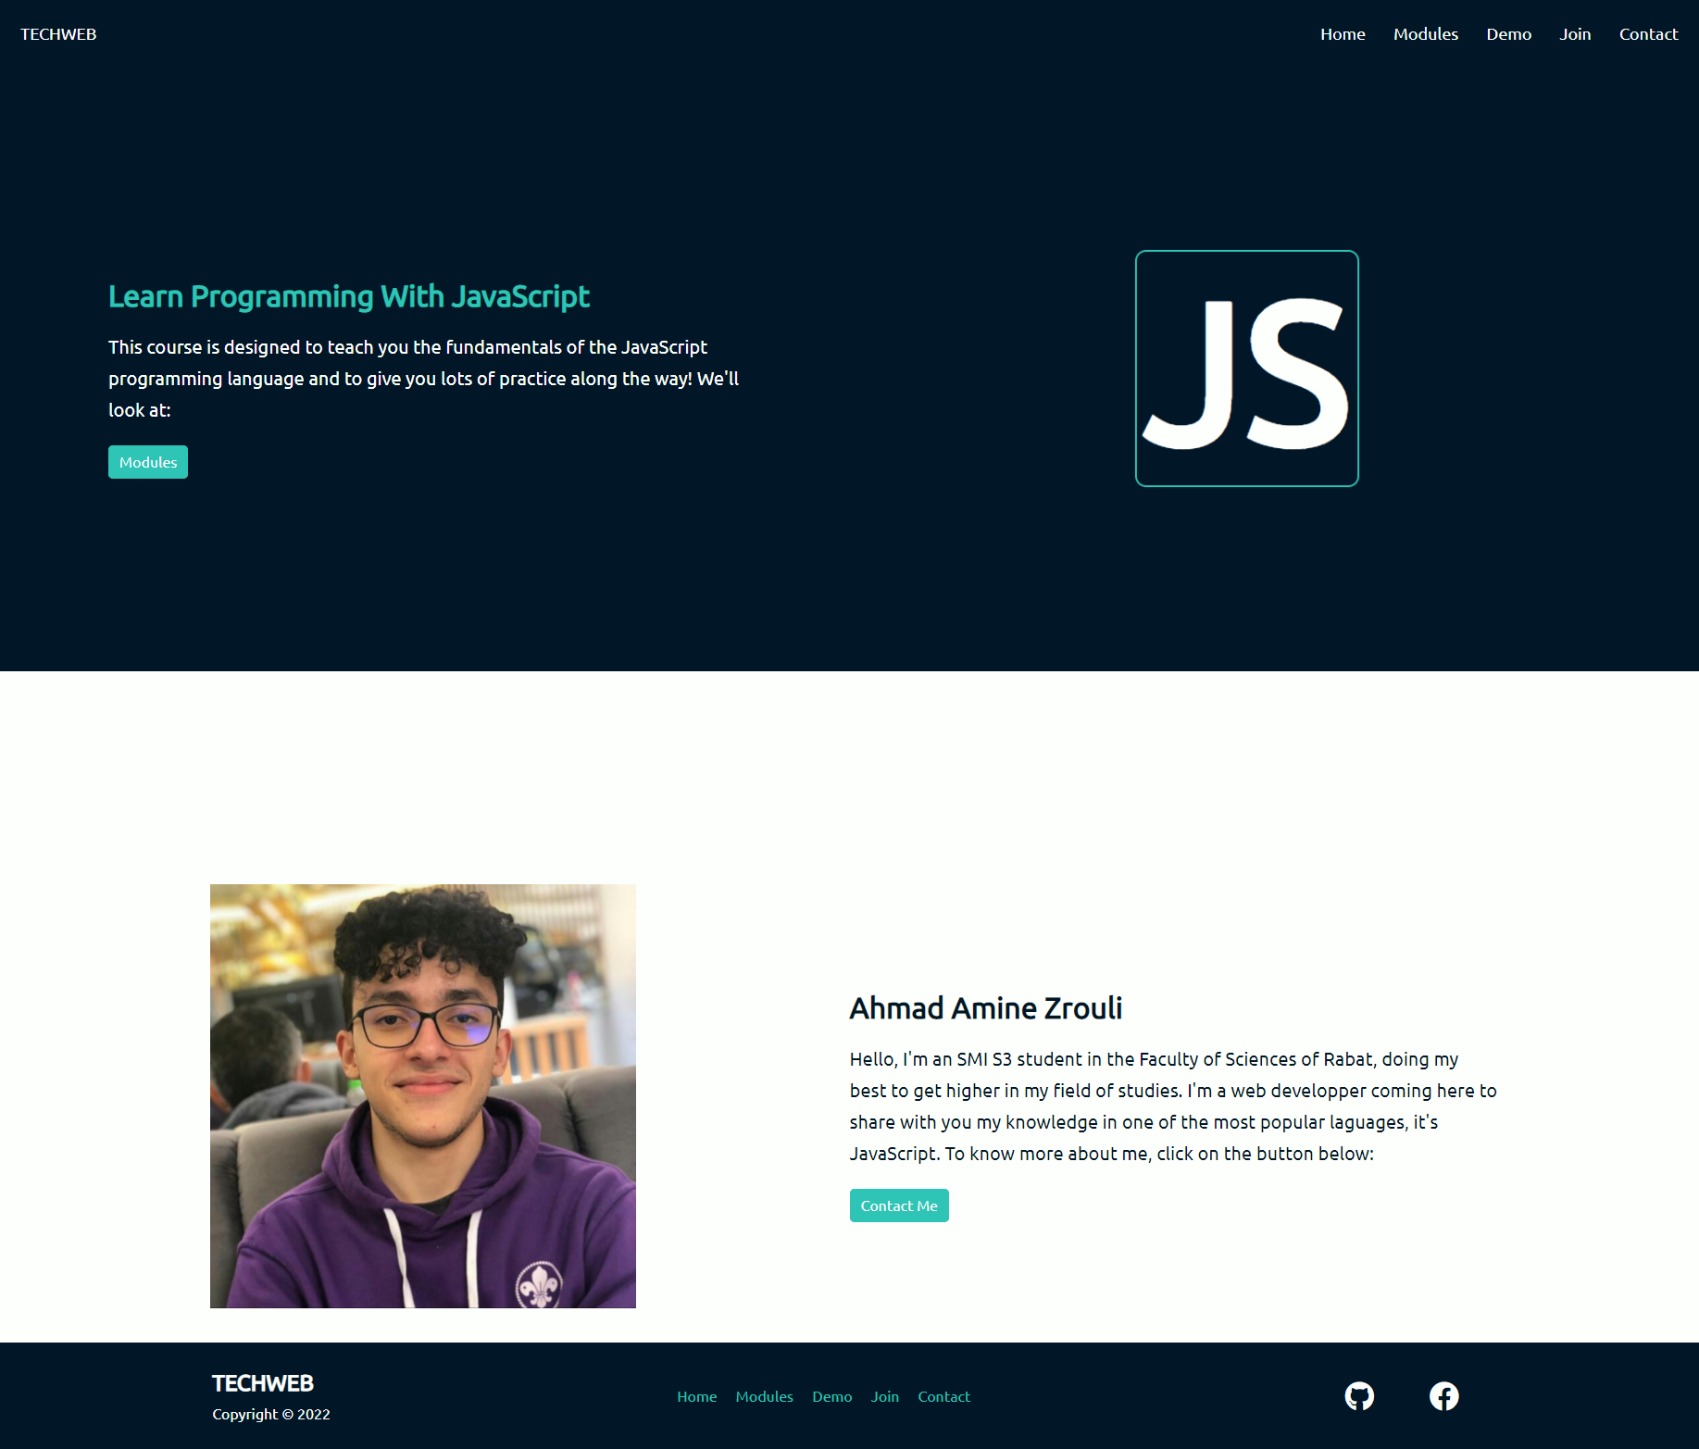 TECHWEB
Home Modules Demo Join Contact
Learn Programming With JavaScript
This course is designed to teach you the fundamentals of the JavaScript
programming language and to give you lots of practice along the way! We'll
look at:
Modules
JS
Ahmad Amine Zrouli
Hello, I'm an SMI S3 student in the Faculty of Sciences of Rabat, doing my
best to get higher in my field of studies. I'm a web developper coming here to
share with you my knowledge in one of the most popular laguages, it's
JavaScript. To know more about me, click on the button below:
Contact Me
TECHWEB
Copyright © 2022
Home Modules Demo Join Contact